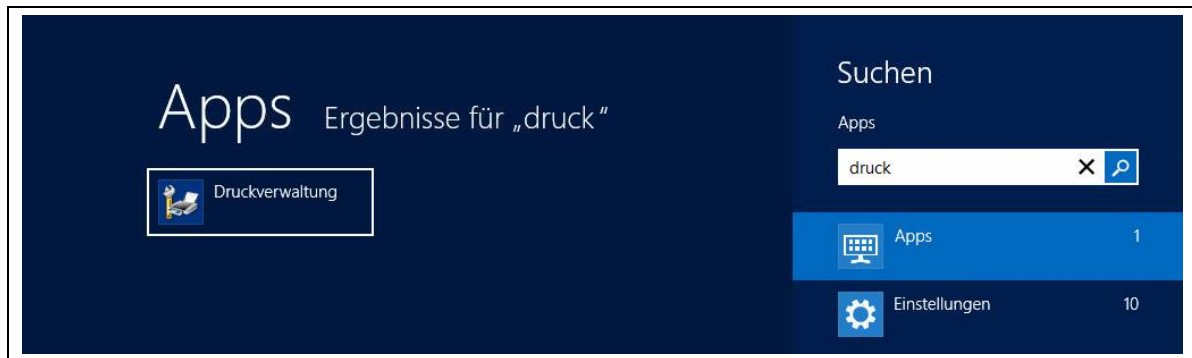 Apps Ergebnisse für „druck"
Druckverwaltung
Suchen
Apps
druck
Apps 1
Einstellungen 10